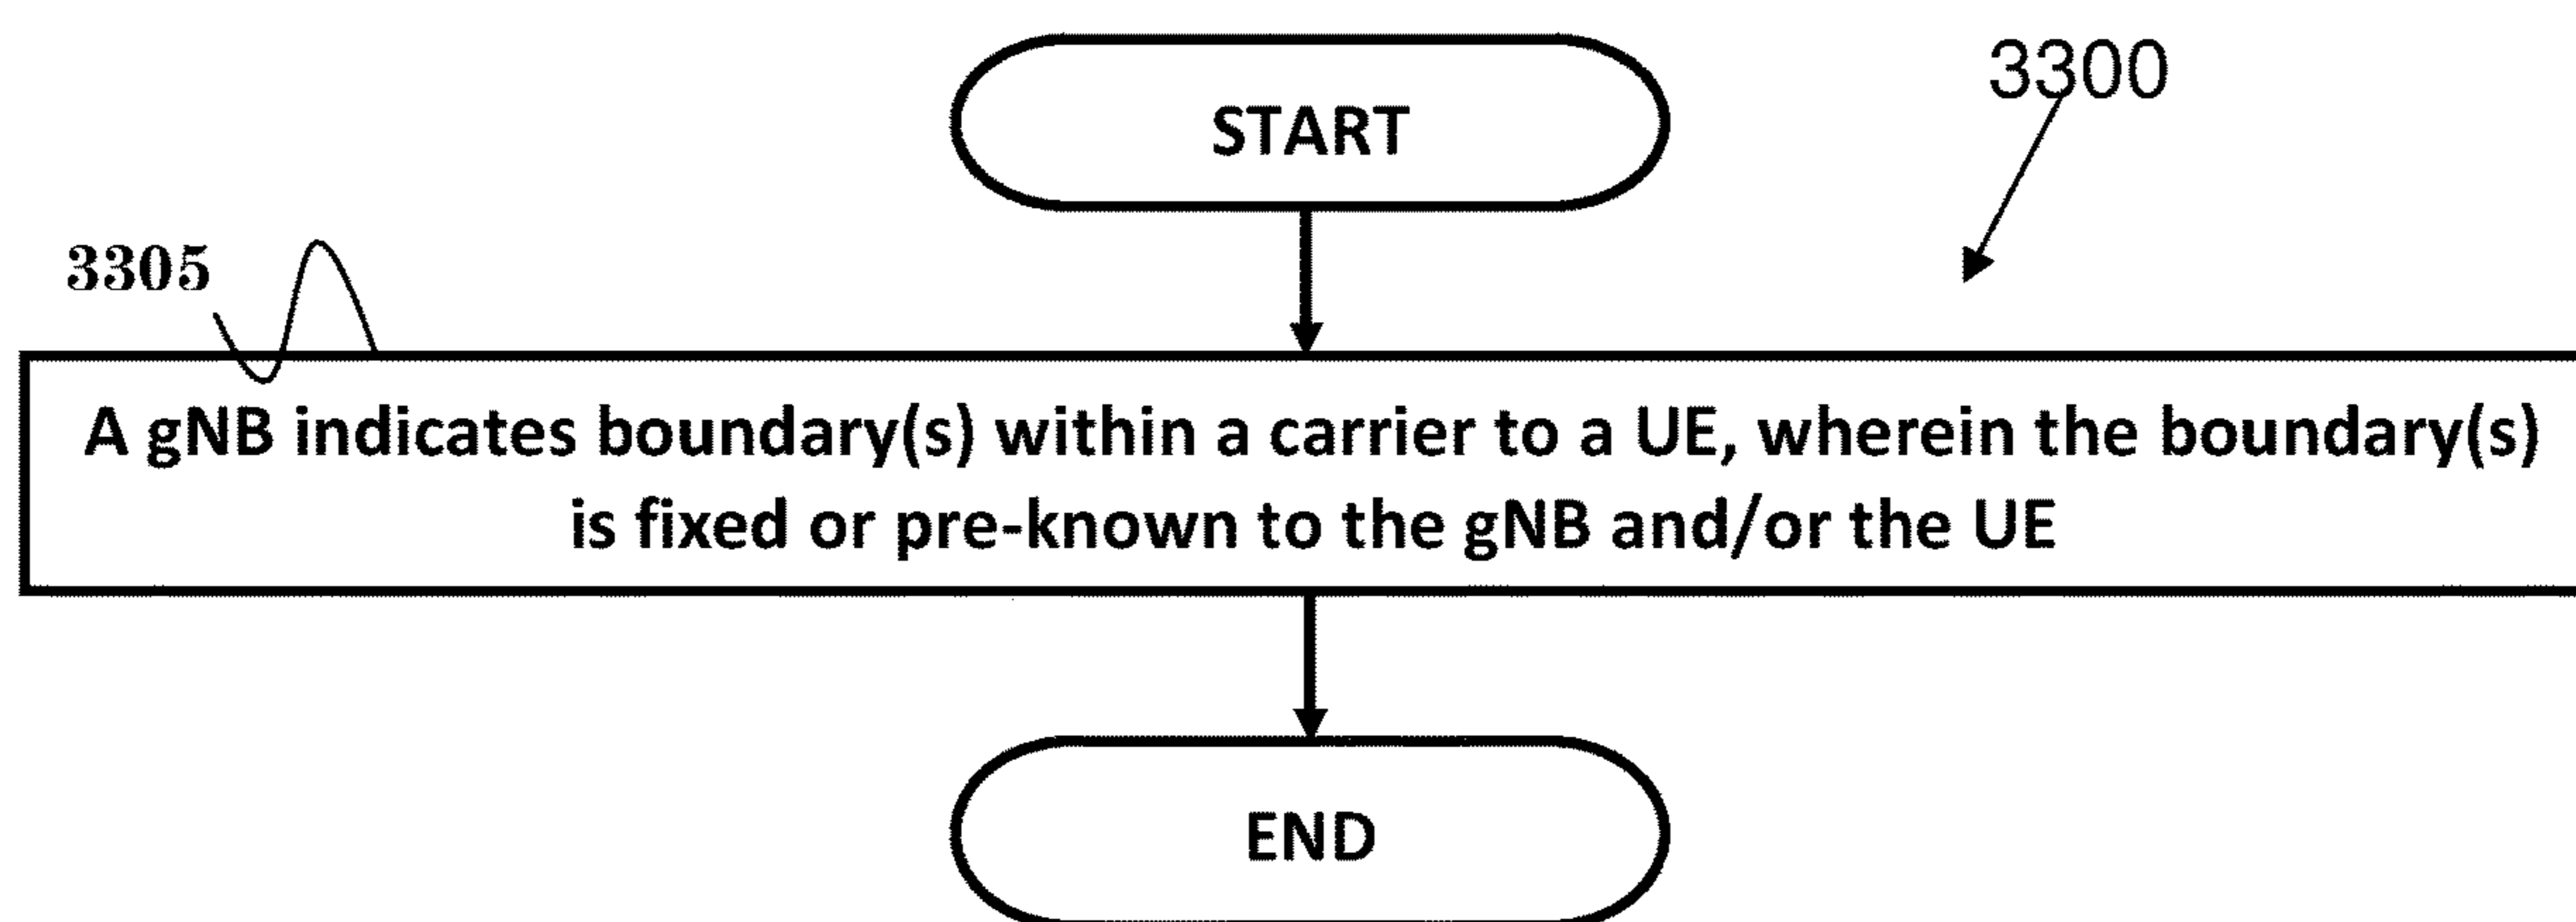 3300
START
3305
A gNB indicates boundary(s) within a carrier to a UE, wherein the boundary(s)
is fixed or pre-known to the gNB and/or the UE
END